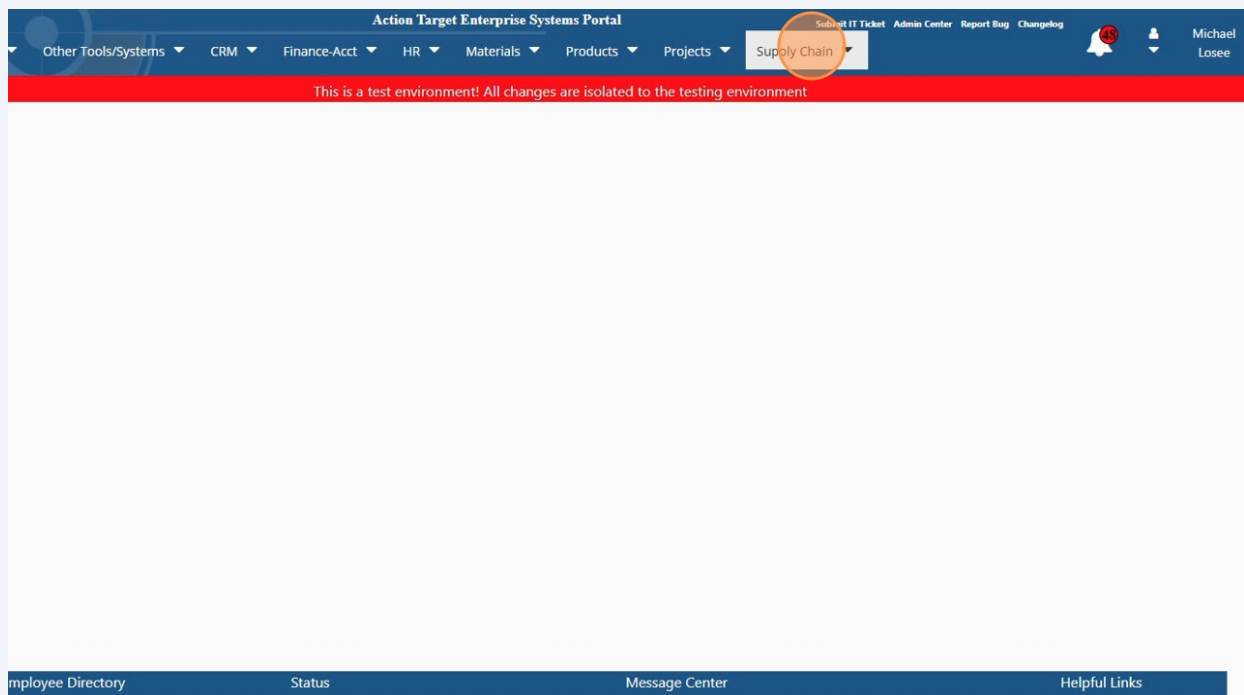 Action Target Enterprise Systems Portal
Submit IT Ticket Admin Center Report Bug Changelog
48
Michael
Losee
Other Tools/Systems CRM Finance-Acct HR Materials Products Projects Supply Chain
This is a test environment! All changes are isolated to the testing environment
mployee Directory Status Message Center Helpful Links